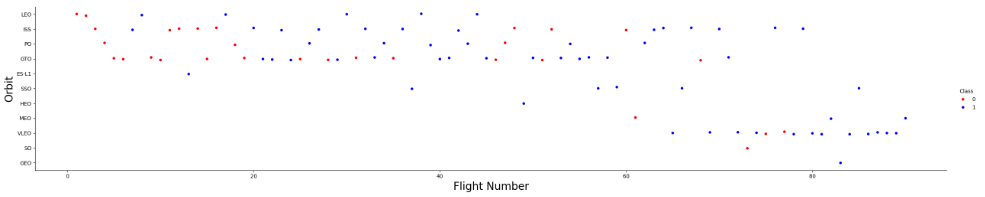 LEO
ISS
PO
GTO
ES-L1
SSO
HEO
MEO
VLEO
SO
GEO
Orbit
0
20
40
60
80
Flight Number
Class
0
1